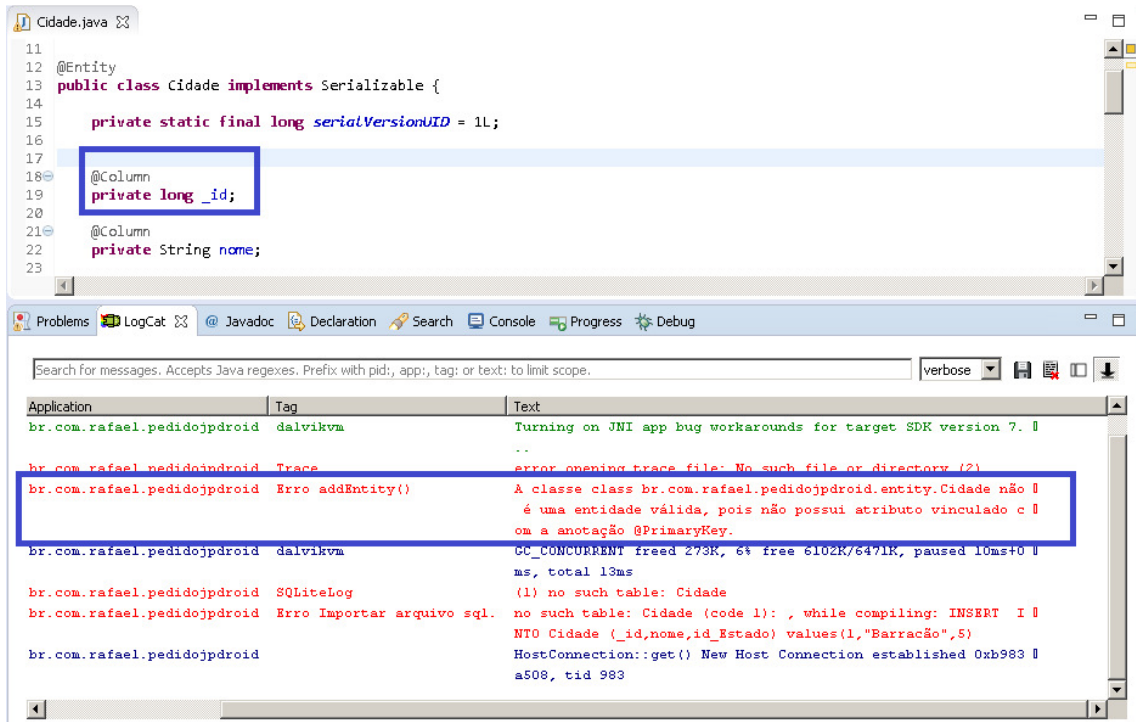 Cidade.java
11
12 @Entity
13 public class Cidade implements Serializable {
14
15 private static final long serialVersionUID = 1L;
16
17
18 @Column
19 private long _id;
20
21 @Column
22 private String nome;
23
Problems LogCat @ Javadoc Declaration Search Console Progress Debug
Search for messages. Accepts Java regexes. Prefix with pid:, app:, tag: or text: to limit scope. verbose
Application Tag Text
br.com.rafael.pedidojpdroid dalvikvm Turning on JNI app bug workarounds for target SDK version 7.
..
br.com.rafael.pedidojpdroid Trace error opening trace file: No such file or directory (2)
br.com.rafael.pedidojpdroid Erro addEntity() A classe class br.com.rafael.pedidojpdroid.entity.Cidade não
é uma entidade válida, pois não possui atributo vinculado c
om a anotação @PrimaryKey.
br.com.rafael.pedidojpdroid dalvikvm GC_CONCURRENT freed 273K, 6% free 6102K/6471K, paused 10ms+0
ms, total 13ms
br.com.rafael.pedidojpdroid SQLiteLog (1) no such table: Cidade
br.com.rafael.pedidojpdroid Erro Importar arquivo sql. no such table: Cidade (code 1): , while compiling: INSERT I
NTO Cidade (_id,nome,id_Estado) values(1,"Barracão",5)
br.com.rafael.pedidojpdroid HostConnection::get() New Host Connection established 0xb983
a508, tid 983